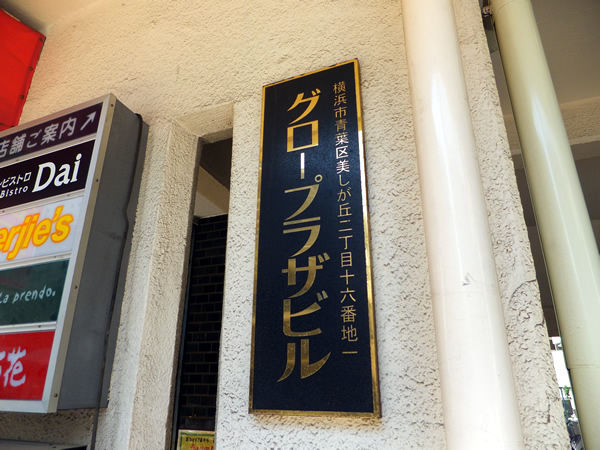 横浜市青葉区美しが丘二丁目十六番地一
グロープラザビル
店舗ご案内
ビストロ
Bistro
Dai
erjie's
La prendo.
花